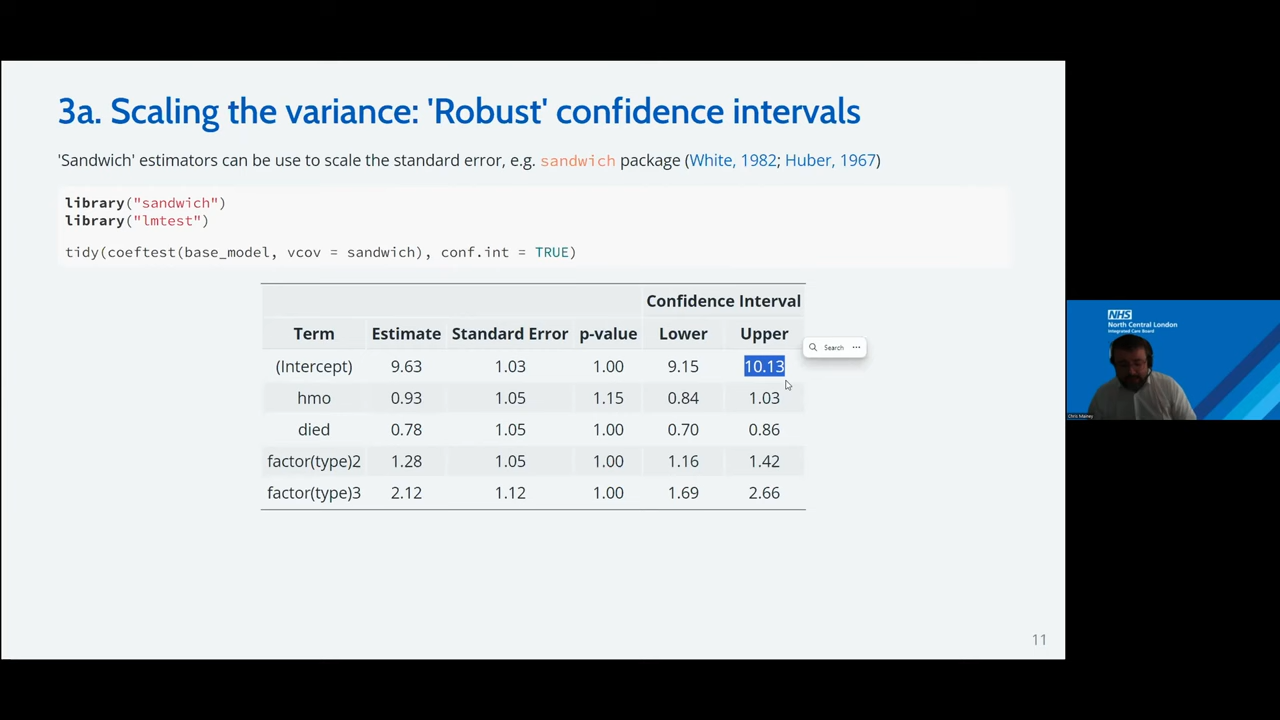 3a. Scaling the variance: 'Robust' confidence intervals
'Sandwich' estimators can be use to scale the standard error, e.g. sandwich package (White, 1982; Huber, 1967)
library("sandwich")
library("lmtest")
tidy(coeftest(base_model, vcov = sandwich), conf.int = TRUE)
Confidence Interval
Term Estimate Standard Error p-value Lower Upper
(Intercept) 9.63 1.03 1.00 9.15 10.13
hmo 0.93 1.05 1.15 0.84 1.03
died 0.78 1.05 1.00 0.70 0.86
factor(type)2 1.28 1.05 1.00 1.16 1.42
factor(type)3 2.12 1.12 1.00 1.69 2.66
Search ...
11
NHS
North Central London
Integrated Care Board
Chris Mainey